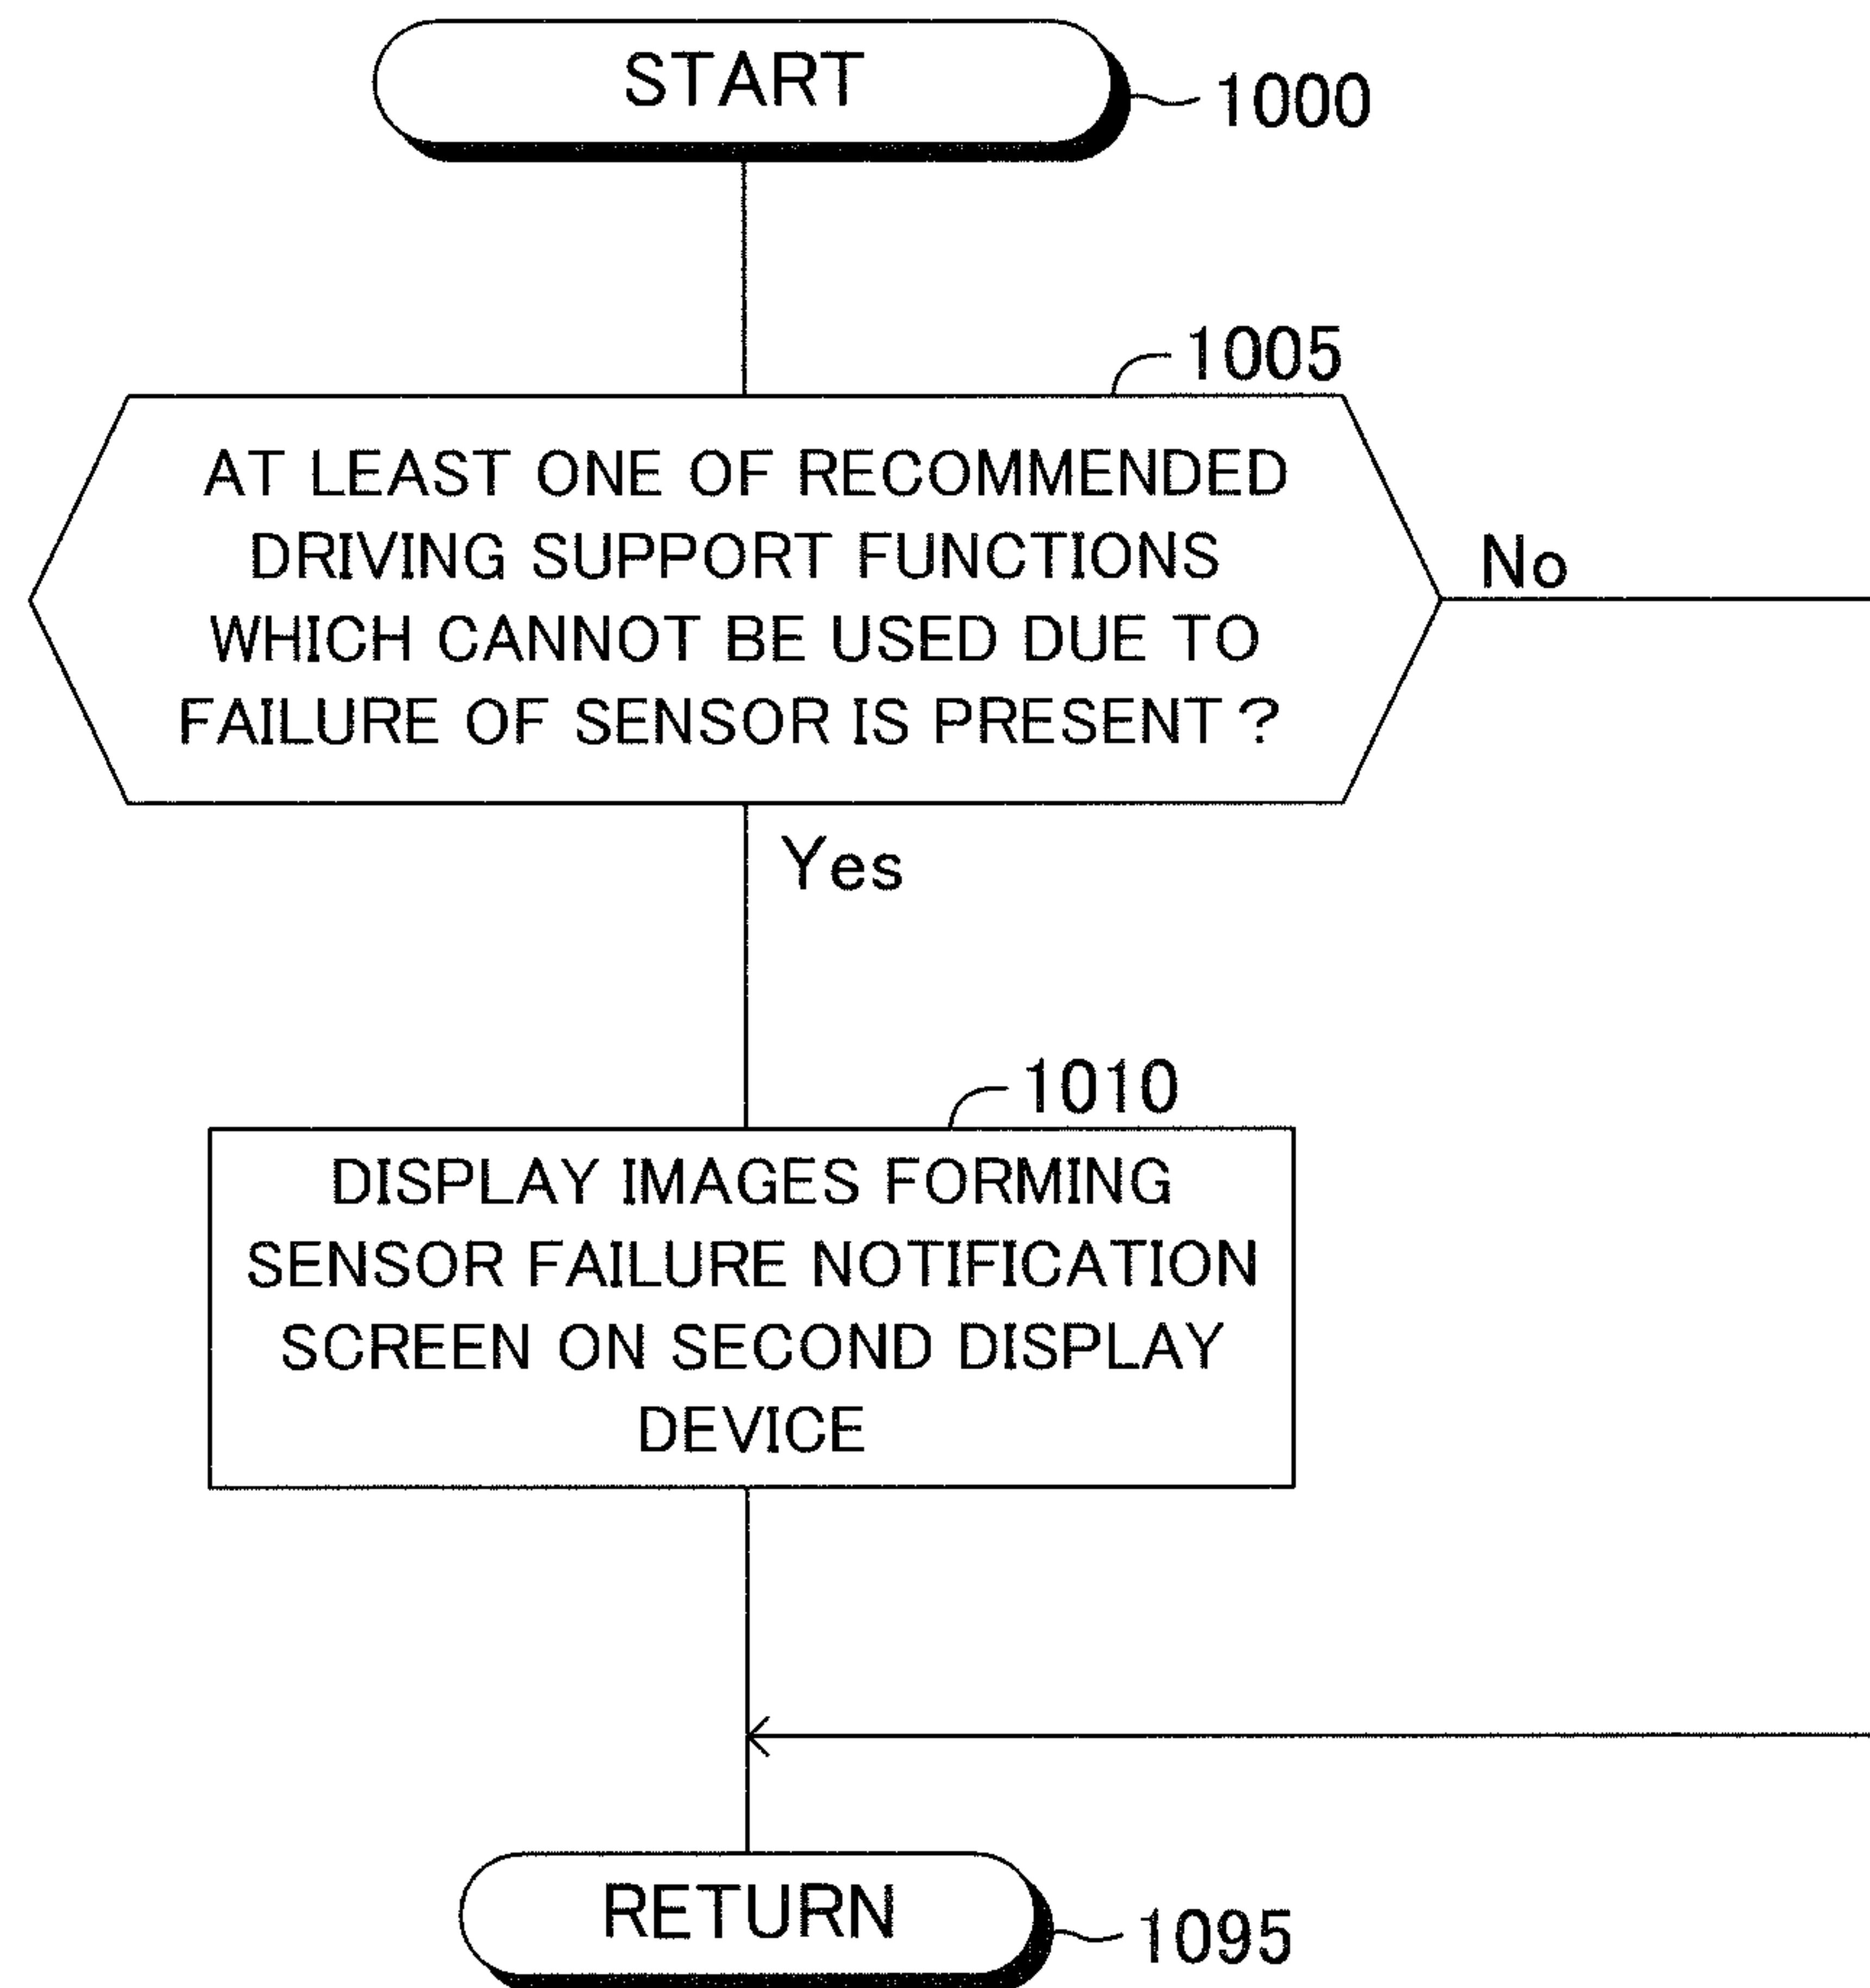 START
1000
1005
AT LEAST ONE OF RECOMMENDED
DRIVING SUPPORT FUNCTIONS
WHICH CANNOT BE USED DUE TO
FAILURE OF SENSOR IS PRESENT ?
No
Yes
1010
DISPLAY IMAGES FORMING
SENSOR FAILURE NOTIFICATION
SCREEN ON SECOND DISPLAY
DEVICE
RETURN
1095